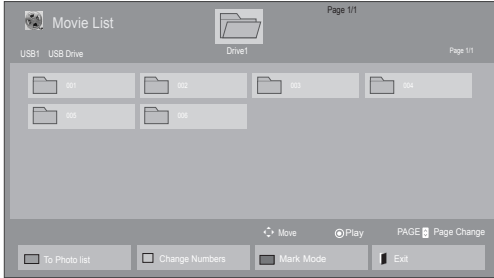 Page 1/1
Movie List
Drive1
USB1 USB Drive
Page 1/1
001 002 003 004
005 006
Move Play PAGE Page Change
To Photo list Change Numbers Mark Mode Exit